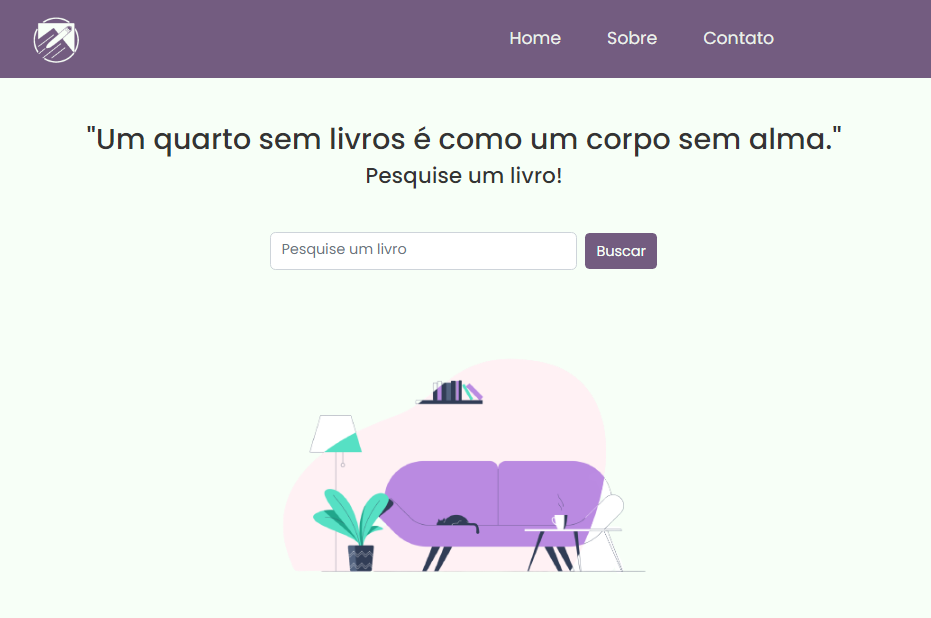 Home Sobre Contato
"Um quarto sem livros é como um corpo sem alma."
Pesquise um livro!
Pesquise um livro Buscar